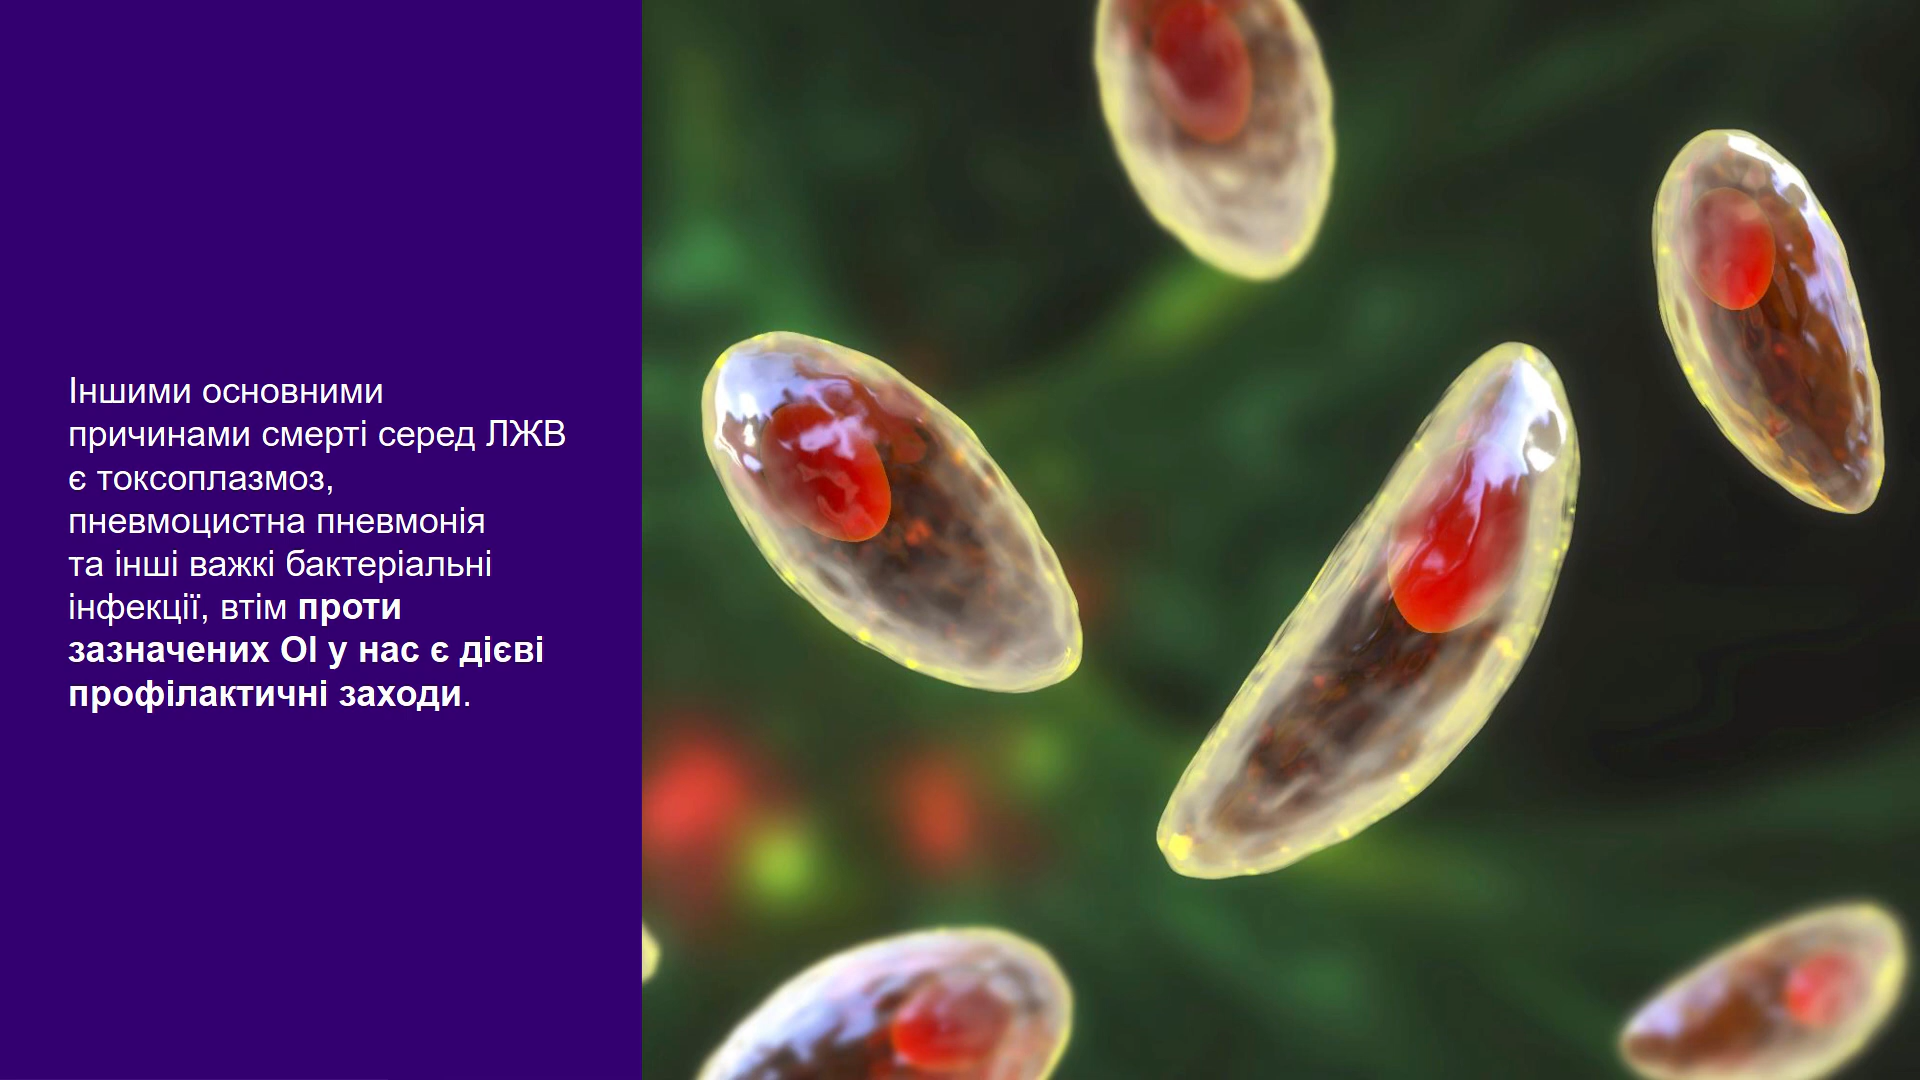 Іншими основними
причинами смерті серед ЛЖВ
є токсоплазмоз,
пневмоцистна пневмонія
та інші важкі бактеріальні
інфекції, втім проти
зазначених ОІ у нас є дієві
профілактичні заходи.